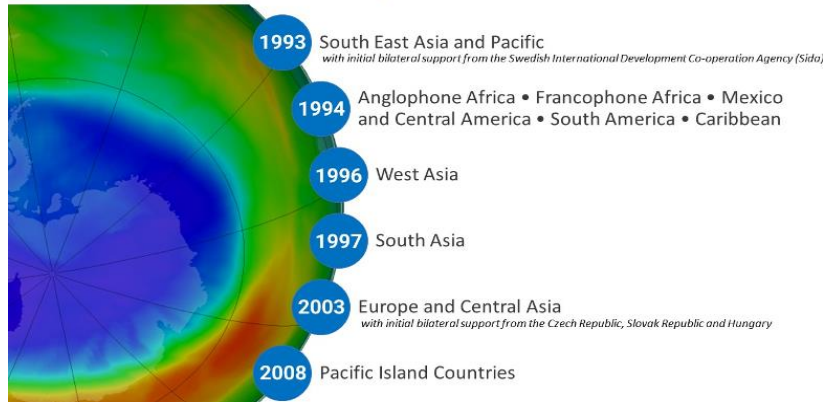 1993 South East Asia and Pacific
with initial bilateral support from the Swedish International Development Co-operation Agency (Sida)
1994 Anglophone Africa • Francophone Africa • Mexico
and Central America • South America • Caribbean
1996 West Asia
1997 South Asia
2003 Europe and Central Asia
with initial bilateral support from the Czech Republic, Slovak Republic and Hungary
2008 Pacific Island Countries